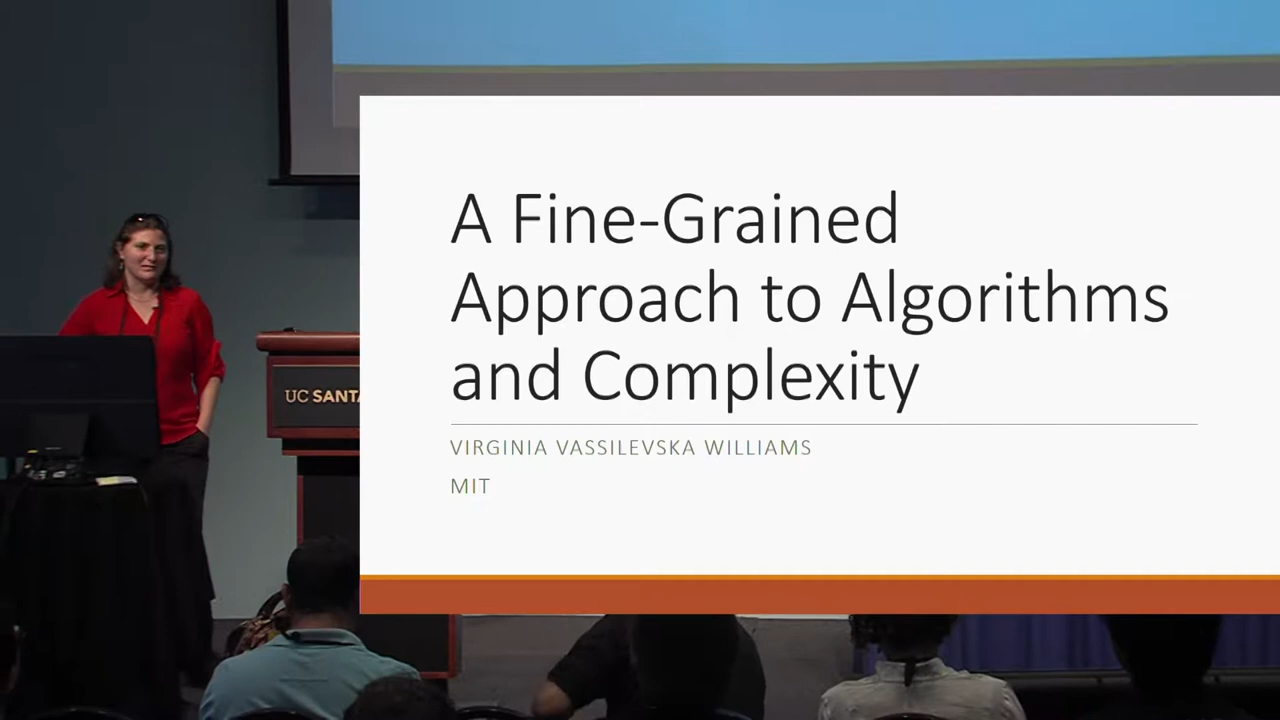 A Fine-Grained
Approach to Algorithms
and Complexity
VIRGINIA VASSILEVSKA WILLIAMS
MIT
UC SANTA